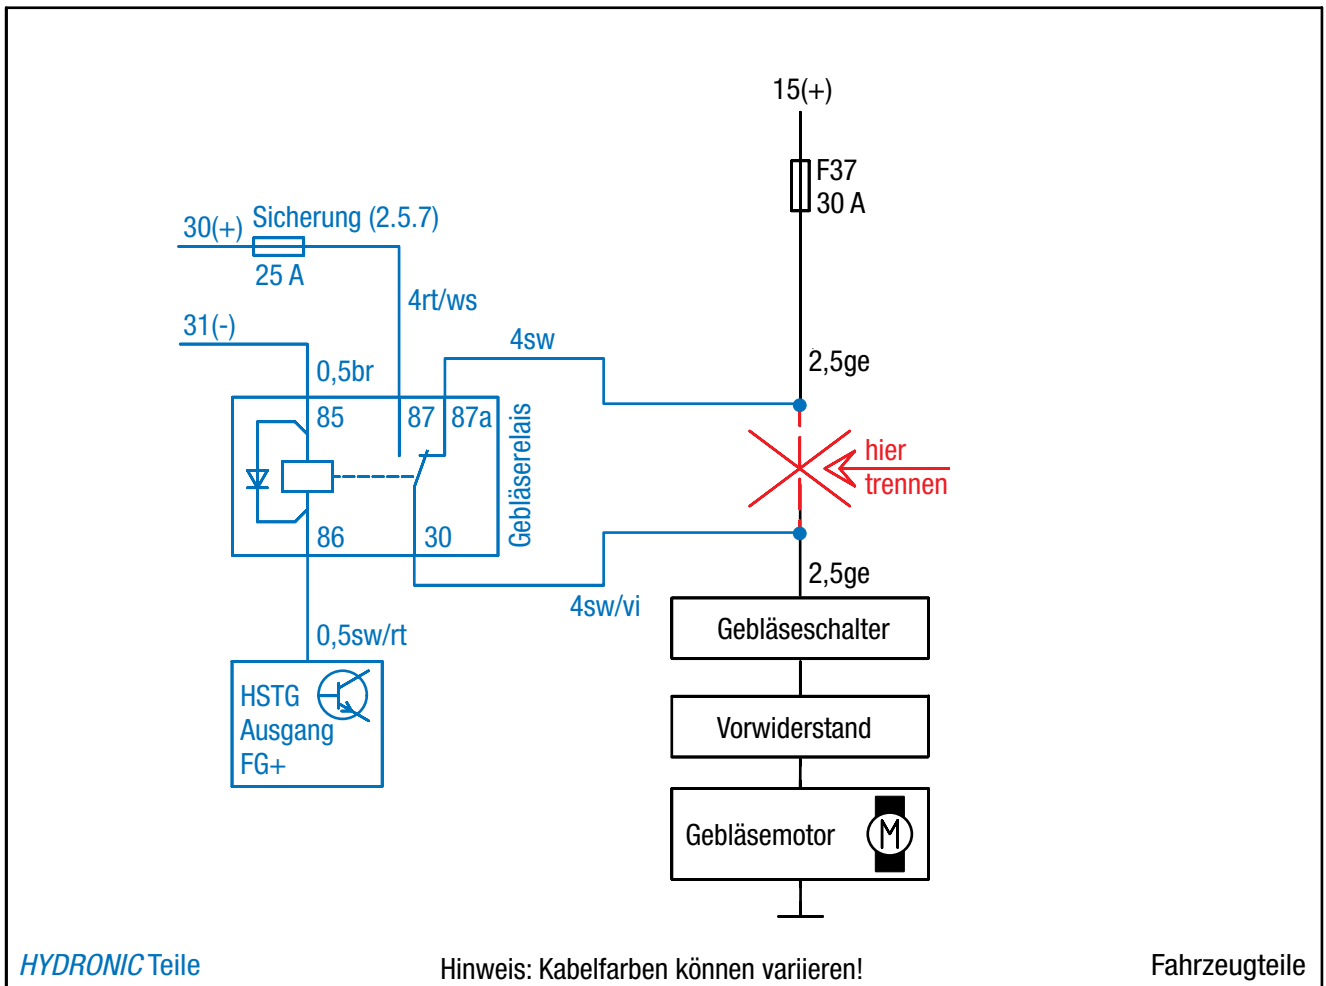 15(+)
F37
30 A
Sicherung (2.5.7)
30(+)
25 A
4rt/ws
31(-)
4sw
0,5br
2,5ge
85
87
87a
Gebläserelais
hier
trennen
86
30
2,5ge
4sw/vi
Gebläseschalter
0,5sw/rt
HSTG
Ausgang
FG+
Vorwiderstand
Gebläsemotor
M
HYDRONIC Teile
Hinweis: Kabelfarben können variieren!
Fahrzeugteile